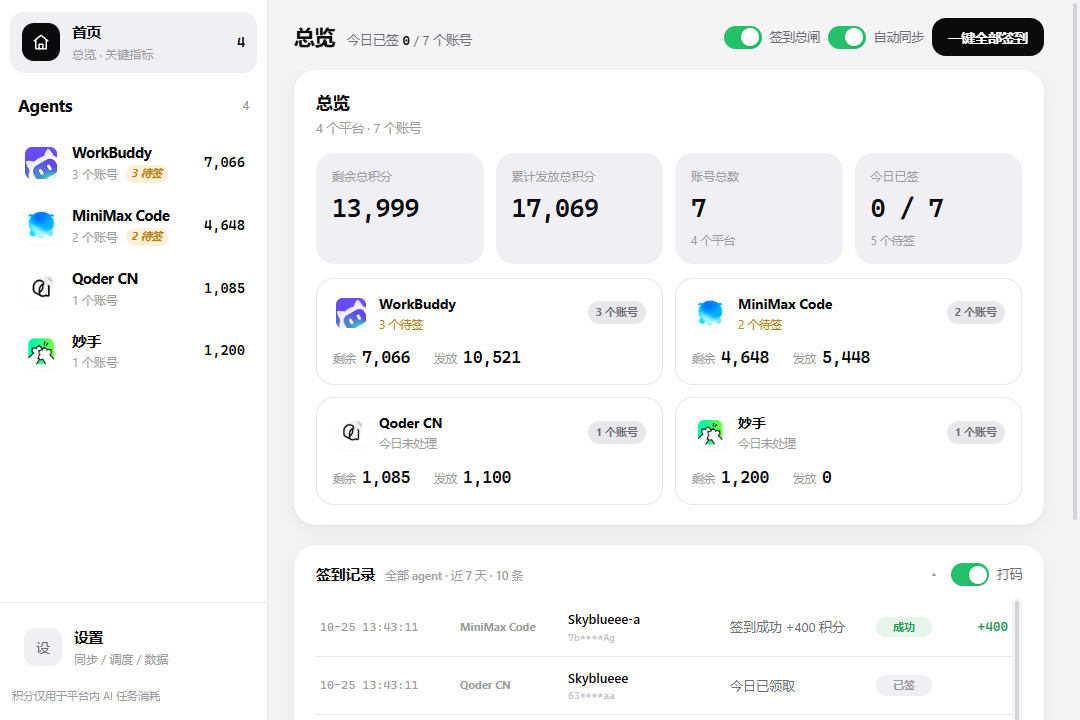 首页
总览 · 关键指标
4
Agents
4
WorkBuddy
3 个账号 3 待签
7,066
MiniMax Code
2 个账号 2 待签
4,648
Qoder CN
1 个账号
1,085
妙手
1 个账号
1,200
设
设置
同步 / 调度 / 数据
积分仅用于平台内 AI 任务消耗
总览 今日已签 0 / 7 个账号
签到总闸
自动同步
一键全部签到
总览
4 个平台 · 7 个账号
剩余总积分
13,999
累计发放总积分
17,069
账号总数
7
4 个平台
今日已签
0 / 7
5 个待签
WorkBuddy
3 个待签
3 个账号
剩余 7,066 发放 10,521
MiniMax Code
2 个待签
2 个账号
剩余 4,648 发放 5,448
Qoder CN
今日未处理
1 个账号
剩余 1,085 发放 1,100
妙手
今日未处理
1 个账号
剩余 1,200 发放 0
签到记录 全部 agent · 近 7 天 · 10 条
打码
10-25 13:43:11 MiniMax Code Skyblueee-a 签到成功 +400 积分 成功 +400
7b****Ag
10-25 13:43:11 Qoder CN Skyblueee 今日已领取 已签
63****aa